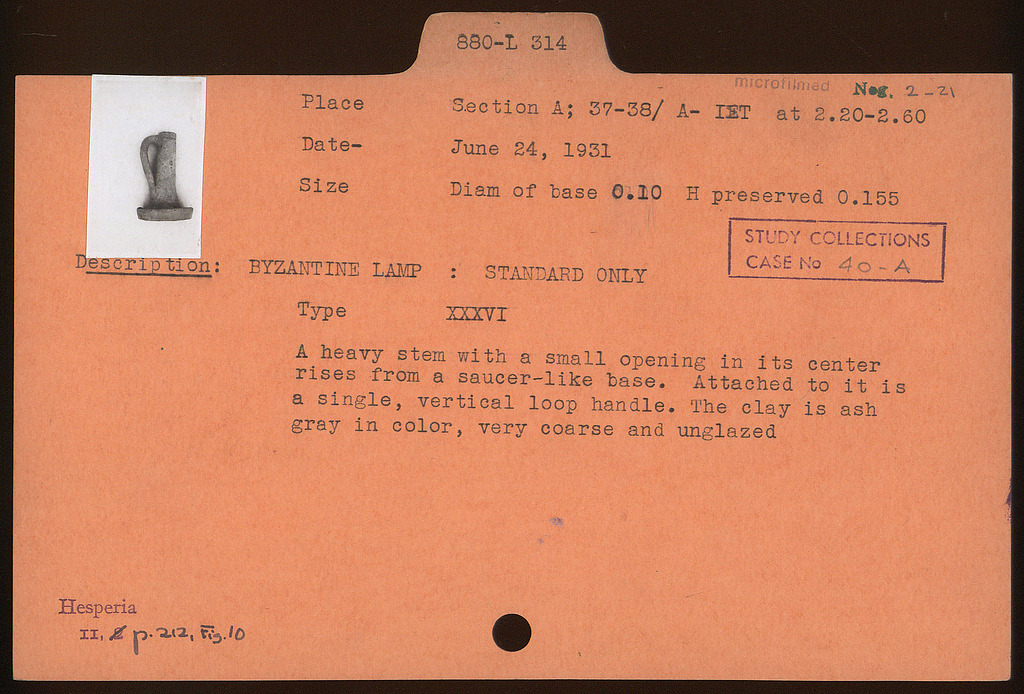 880-L 314
microfilmed Neg. 2-21
Place Section A; 37-38/ A- IET at 2.20-2.60
Date- June 24, 1931
Size Diam of base 0.10 H preserved 0.155
STUDY COLLECTIONS
CASE No 40-A
Description: BYZANTINE LAMP : STANDARD ONLY
Type XXXVI
A heavy stem with a small opening in its center
rises from a saucer-like base. Attached to it is
a single, vertical loop handle. The clay is ash
gray in color, very coarse and unglazed
Hesperia
II, p. 212, Fig. 10